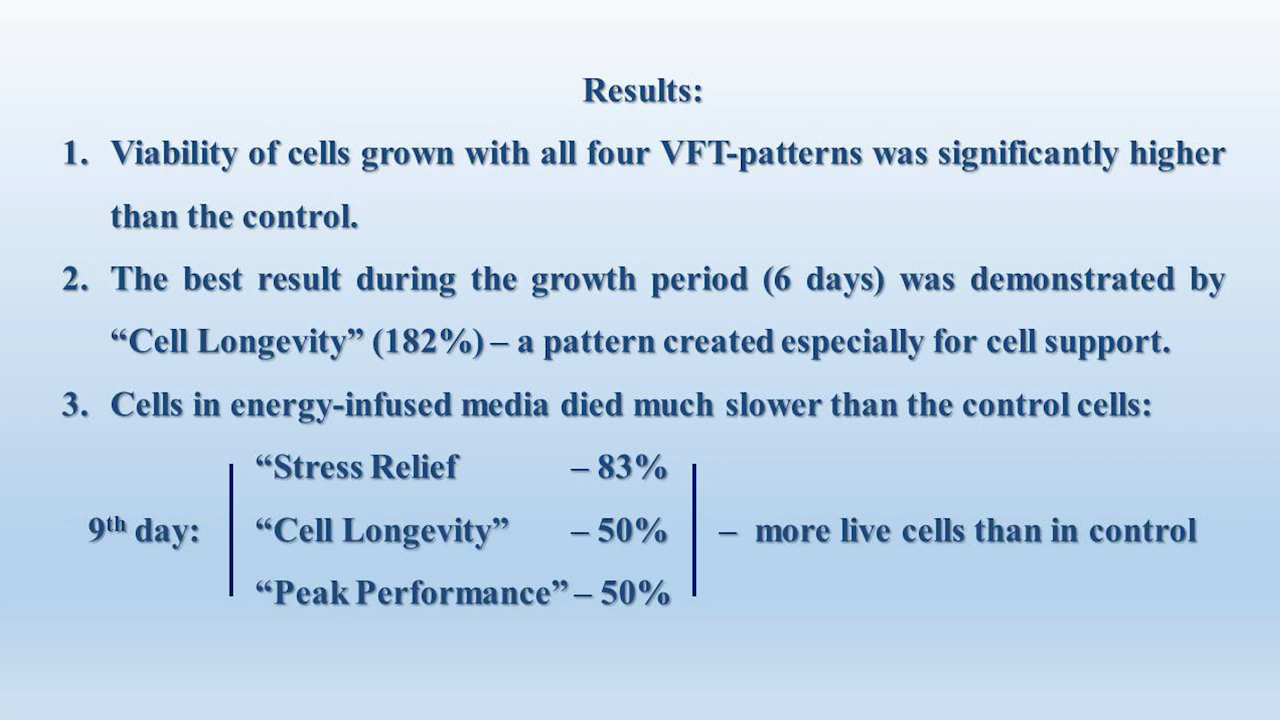 Results:
1. Viability of cells grown with all four VFT-patterns was significantly higher
than the control.
2. The best result during the growth period (6 days) was demonstrated by
“Cell Longevity” (182%) – a pattern created especially for cell support.
3. Cells in energy-infused media died much slower than the control cells:
“Stress Relief – 83%
9th day: “Cell Longevity” – 50% – more live cells than in control
“Peak Performance” – 50%